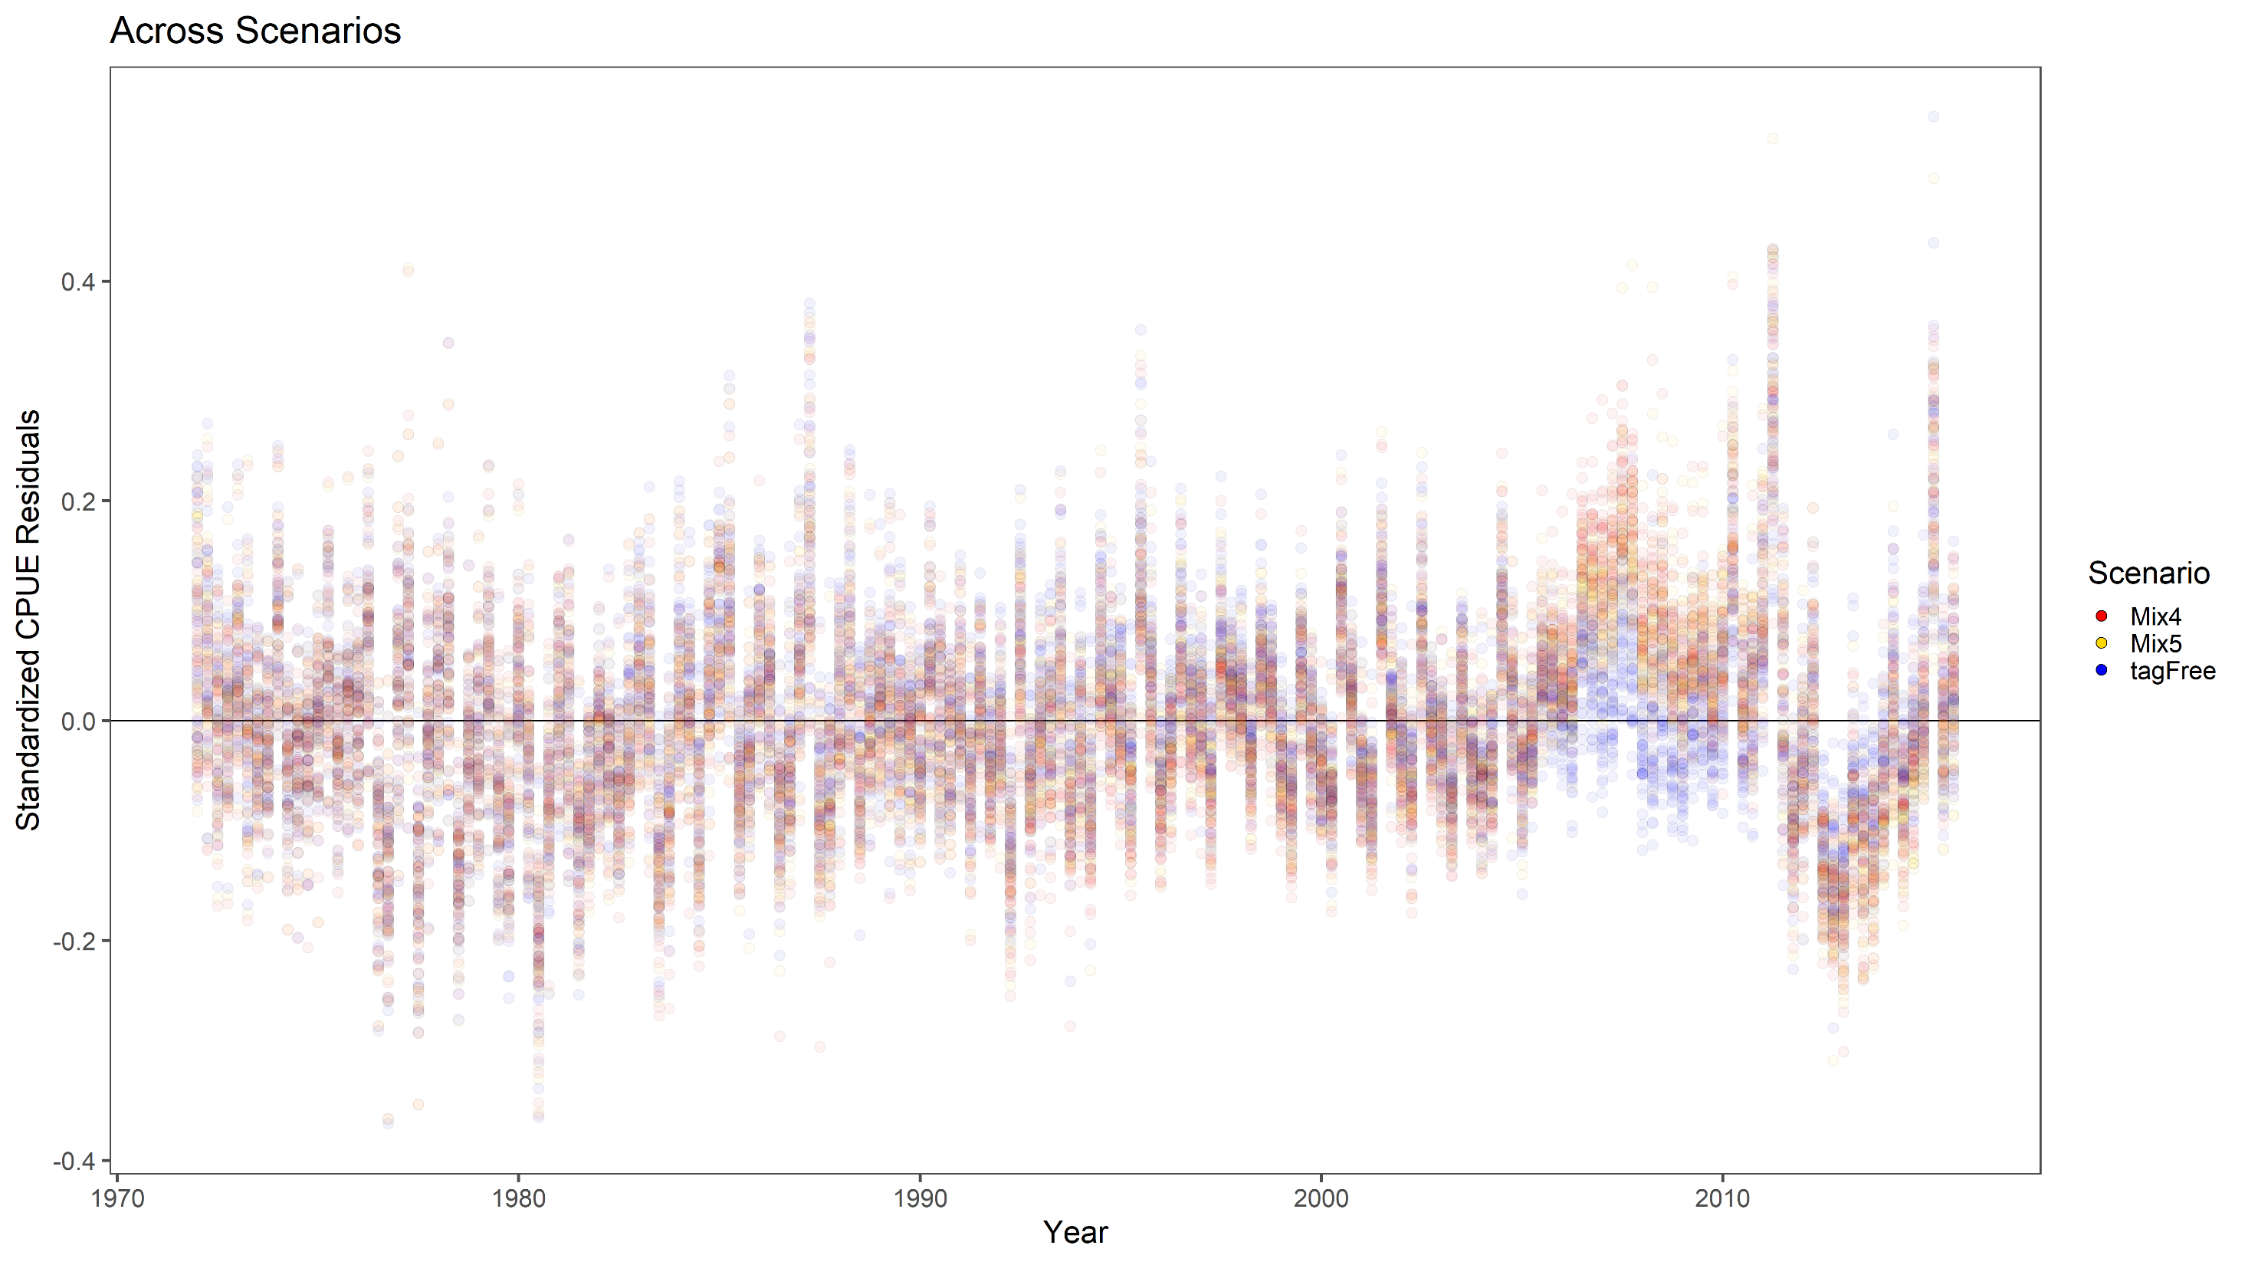 Across Scenarios
Standardized CPUE Residuals
0.4
0.2
0.0
-0.2
-0.4
1970
1980
1990
2000
2010
Year
Scenario
Mix4
Mix5
tagFree